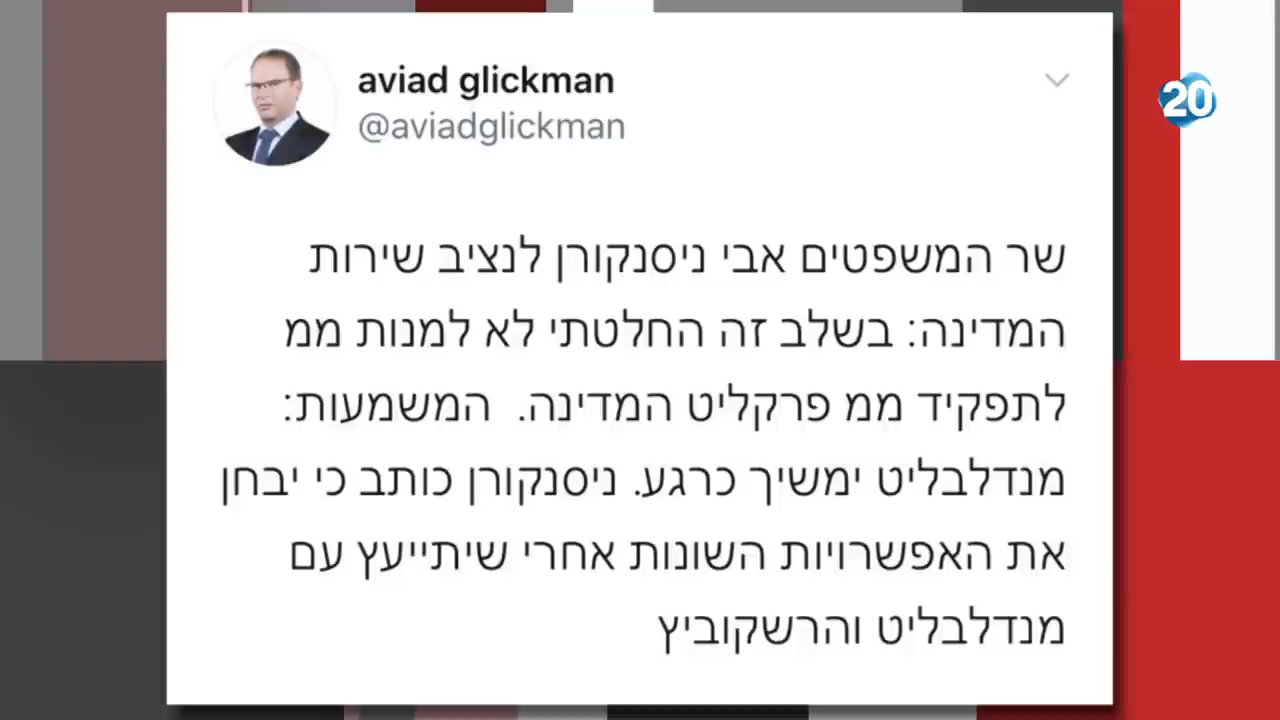 aviad glickman
@aviadglickman
20
שר המשפטים אבי ניסנקורן לנציב שירות
המדינה: בשלב זה החלטתי לא למנות ממ
לתפקיד ממ פרקליט המדינה. המשמעות:
מנדלבליט ימשיך כרגע. ניסנקורן כותב כי יבחן
את האפשרויות השונות אחרי שיתייעץ עם
מנדלבליט והרשקוביץ